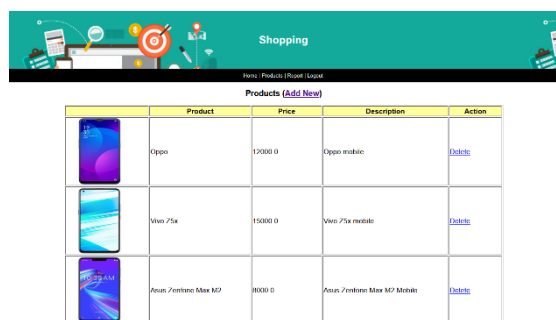 Shopping
Home | Products | Report | Logout
Products (Add New)
Product Price Description Action
Oppo 12000.0 Oppo mobile Delete
Vivo Z5x 15000.0 Vivo Z5x mobile Delete
10:23AM
Asus Zenfone Max M2 8000.0 Asus Zenfone Max M2 Mobile Delete